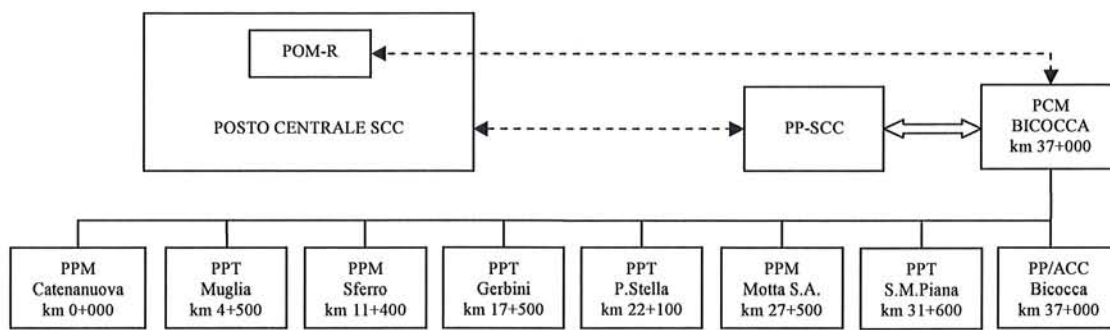 POM-R
POSTO CENTRALE SCC
PP-SCC
PCM
BICOCCA
km 37+000
PPM
Catenanuova
km 0+000
PPT
Muglia
km 4+500
PPM
Sferro
km 11+400
PPT
Gerbini
km 17+500
PPT
P.Stella
km 22+100
PPM
Motta S.A.
km 27+500
PPT
S.M.Piana
km 31+600
PP/ACC
Bicocca
km 37+000